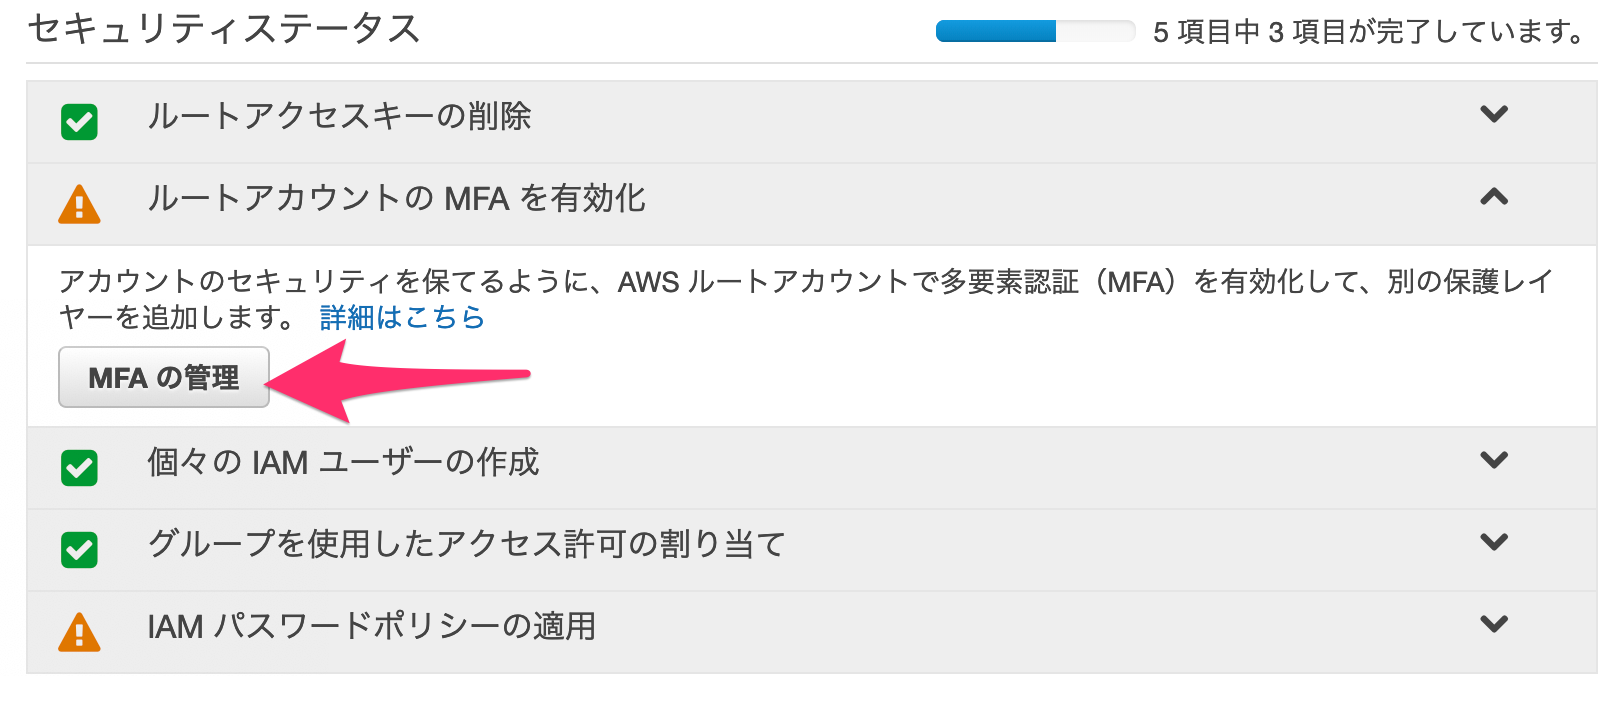 セキュリティステータス
5 項目中 3 項目が完了しています。
ルートアクセスキーの削除
ルートアカウントの MFA を有効化
アカウントのセキュリティを保てるように、AWS ルートアカウントで多要素認証（MFA）を有効化して、別の保護レイ
ヤーを追加します。 詳細はこちら
MFA の管理
個々の IAM ユーザーの作成
グループを使用したアクセス許可の割り当て
IAM パスワードポリシーの適用